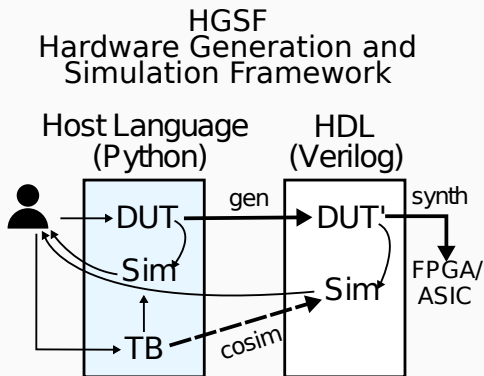 HGSF
Hardware Generation and
Simulation Framework
Host Language
(Python)
HDL
(Verilog)
DUT
gen
DUT'
synth
Sim
Sim
FPGA/
ASIC
TB
cosim